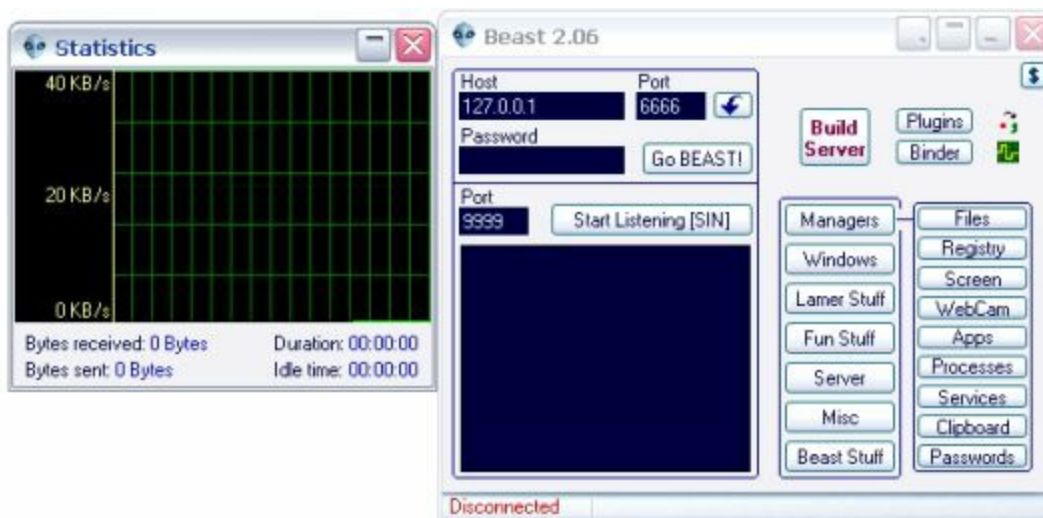 Statistics
40 KB/s
20 KB/s
0 KB/s
Bytes received: 0 Bytes
Duration: 00:00:00
Bytes sent: 0 Bytes
Idle time: 00:00:00
Beast 2.06
$
Host
Port
127.0.0.1
6666
Password
Go BEAST!
Port
9999
Start Listening [SIN]
Build
Server
Plugins
Binder
Managers
Windows
Lamer Stuff
Fun Stuff
Server
Misc
Beast Stuff
Files
Registry
Screen
WebCam
Apps
Processes
Services
Clipboard
Passwords
Disconnected